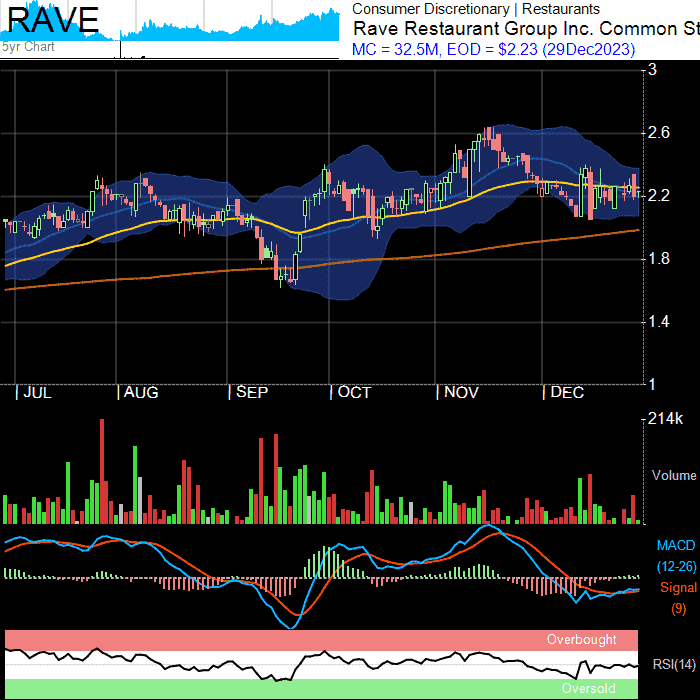 RAVE
5yr Chart
Consumer Discretionary | Restaurants
Rave Restaurant Group Inc. Common St
MC = 32.5M, EOD = $2.23 (29Dec2023)
3
2.6
2.2
1.8
1.4
1
| JUL | AUG | SEP | OCT | NOV | DEC
214k
Volume
MACD
(12-26)
Signal
(9)
Overbought
RSI(14)
Oversold